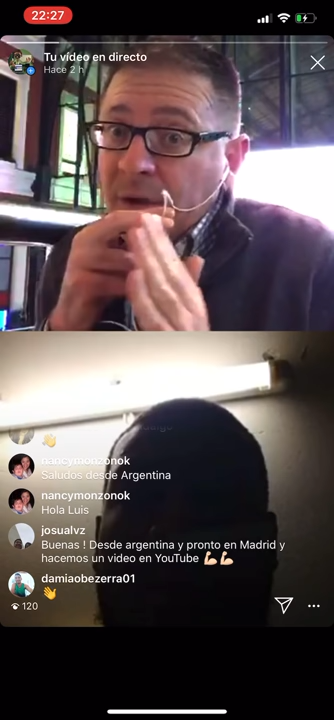 22:27
Tu vídeo en directo
Hace 2 h
nancymonzonok
Saludos desde Argentina
nancymonzonok
Hola Luis
josualvz
Buenas ! Desde argentina y pronto en Madrid y
hacemos un video en YouTube 💪🏻💪🏻
damiaobezerra01
👋
120